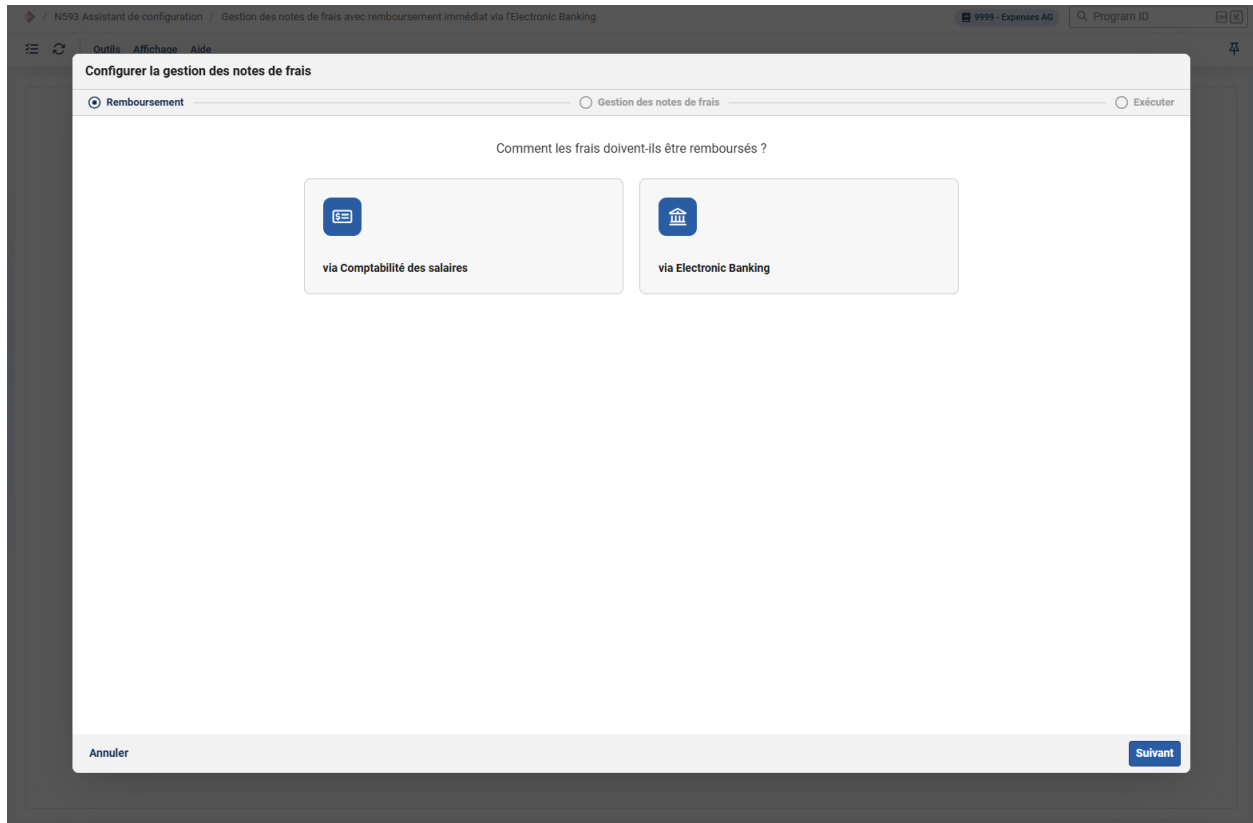 / N593 Assistant de configuration / Gestion des notes de frais avec remboursement immédiat via l'Electronic Banking
9999 - Expenses AG
Program ID
K
Outils Affichage Aide
Configurer la gestion des notes de frais
Remboursement
Gestion des notes de frais
Exécuter
Comment les frais doivent-ils être remboursés ?
via Comptabilité des salaires
via Electronic Banking
Annuler
Suivant